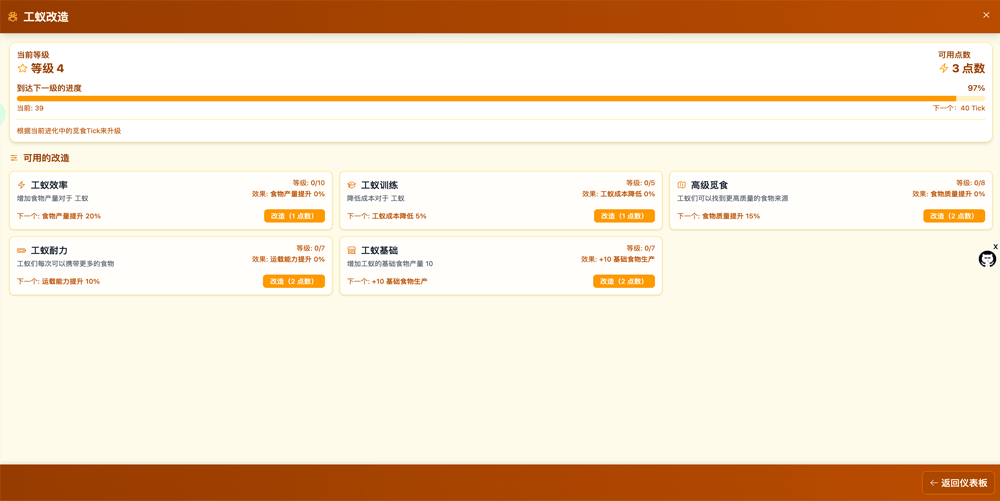 工蚁改造
当前等级
可用点数
等级 4
3 点数
到达下一级的进度
97%
当前: 39
下一个: 40 Tick
根据当前进化中的觅食Tick来升级
可用的改造
工蚁效率
等级: 0/10
增加食物产量对于 工蚁
效果: 食物产量提升 0%
下一个: 食物产量提升 20%
改造（1 点数）
工蚁训练
等级: 0/5
降低成本对于 工蚁
效果: 工蚁成本降低 0%
下一个: 工蚁成本降低 5%
改造（1 点数）
高级觅食
等级: 0/8
工蚁们可以找到更高质量的食物来源
效果: 食物质量提升 0%
下一个: 食物质量提升 15%
改造（2 点数）
工蚁耐力
等级: 0/7
工蚁们每次可以携带更多的食物
效果: 运载能力提升 0%
下一个: 运载能力提升 10%
改造（2 点数）
工蚁基础
等级: 0/7
增加工蚁的基础食物产量 10
效果: +10 基础食物生产
下一个: +10 基础食物生产
改造（2 点数）
X
返回仪表板